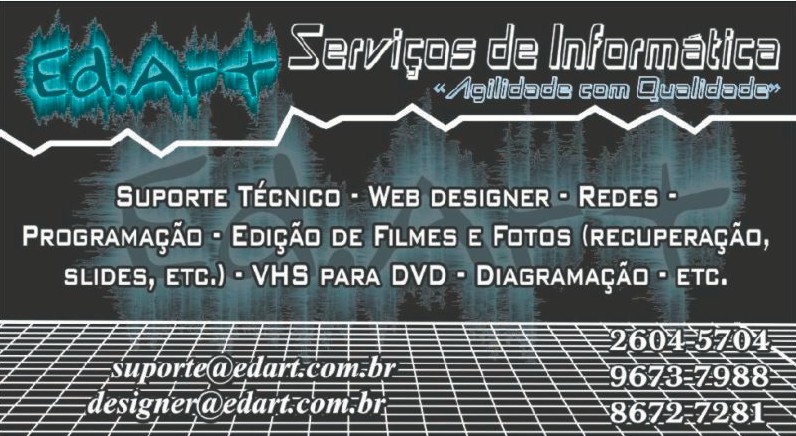 Ed.Art
Serviços de Informática
"Agilidade com Qualidade"
Suporte Técnico - Web designer - Redes -
Programação - Edição de Filmes e Fotos (recuperação,
slides, etc.) - VHS para DVD - Diagramação - etc.
suporte@edart.com.br
designer@edart.com.br
2604-5704
9673-7988
8672-7281
Ed.Art